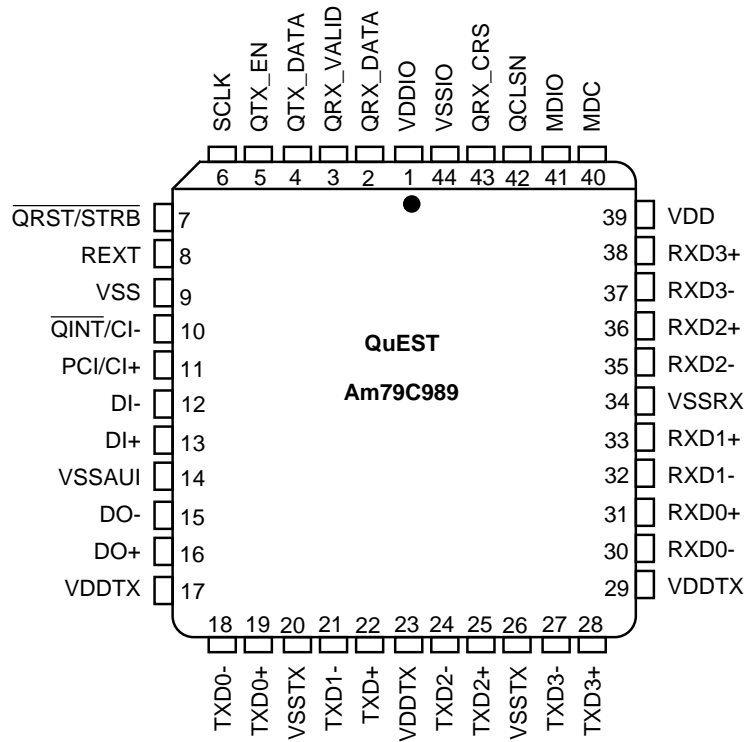 SCLK
QTX_EN
QTX_DATA
QRX_VALID
QRX_DATA
VDDIO
VSSIO
QRX_CRS
QCLSN
MDIO
MDC
6 5 4 3 2 1 44 43 42 41 40
QRST/STRB 7
REXT 8
VSS 9
QINT/CI- 10
PCI/CI+ 11
DI- 12
DI+ 13
VSSAUI 14
DO- 15
DO+ 16
VDDTX 17
QuEST
Am79C989
39 VDD
38 RXD3+
37 RXD3-
36 RXD2+
35 RXD2-
34 VSSRX
33 RXD1+
32 RXD1-
31 RXD0+
30 RXD0-
29 VDDTX
18 19 20 21 22 23 24 25 26 27 28
TXD0-
TXD0+
VSSTX
TXD1-
TXD+
VDDTX
TXD2-
TXD2+
VSSTX
TXD3-
TXD3+